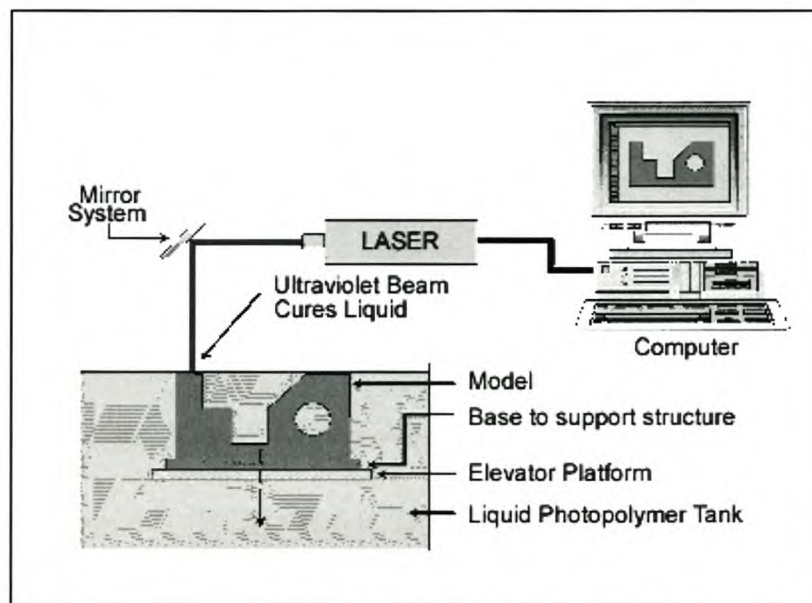 Mirror
System
LASER
Ultraviolet Beam
Cures Liquid
Computer
Model
Base to support structure
Elevator Platform
Liquid Photopolymer Tank